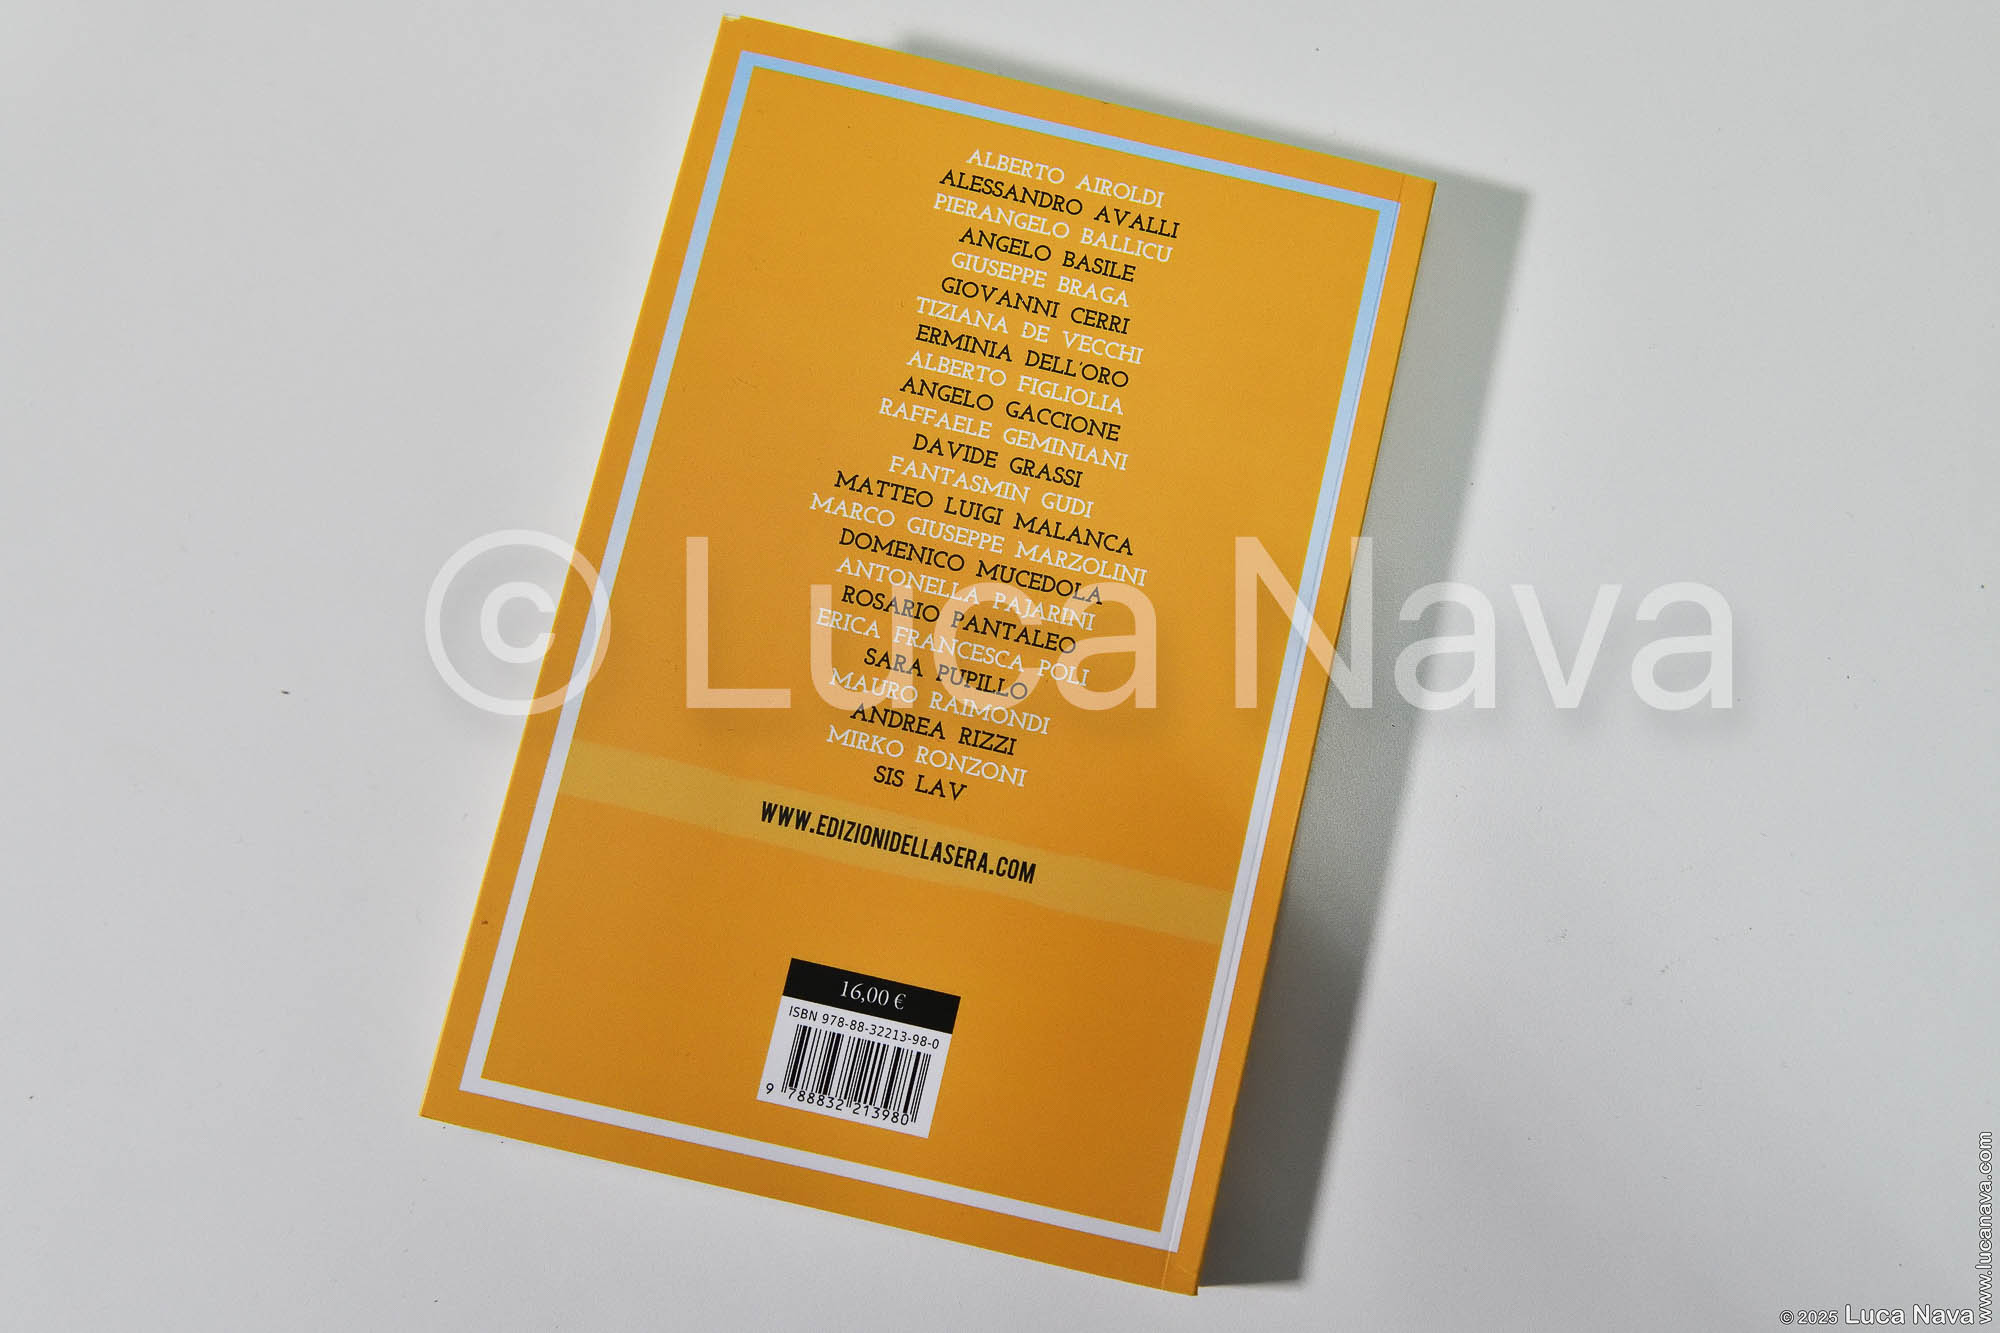 ALBERTO AIROLDI
ALESSANDRO AVALLI
PIERANGELO BALLICU
ANGELO BASILE
GIUSEPPE BRAGA
GIOVANNI CERRI
TIZIANA DE VECCHI
ERMINIA DELL'ORO
ALBERTO FIGLIOLIA
ANGELO GACCIONE
RAFFAELE GEMINIANI
DAVIDE GRASSI
FANTASMIN GUDI
MATTEO LUIGI MALANCA
MARCO GIUSEPPE MARZOLINI
DOMENICO MUCEDOLA
ANTONELLA PAJARINI
ROSARIO PANTALEO
ERICA FRANCESCA POLI
SARA PUPILLO
MAURO RAIMONDI
ANDREA RIZZI
MIRKO RONZONI
SIS LAV
WWW.EDIZIONIDELLASERA.COM
16,00 €
ISBN 978-88-32213-98-0
9 788832 213980
© Luca Nava
© 2025 Luca Nava
www.lucanava.com